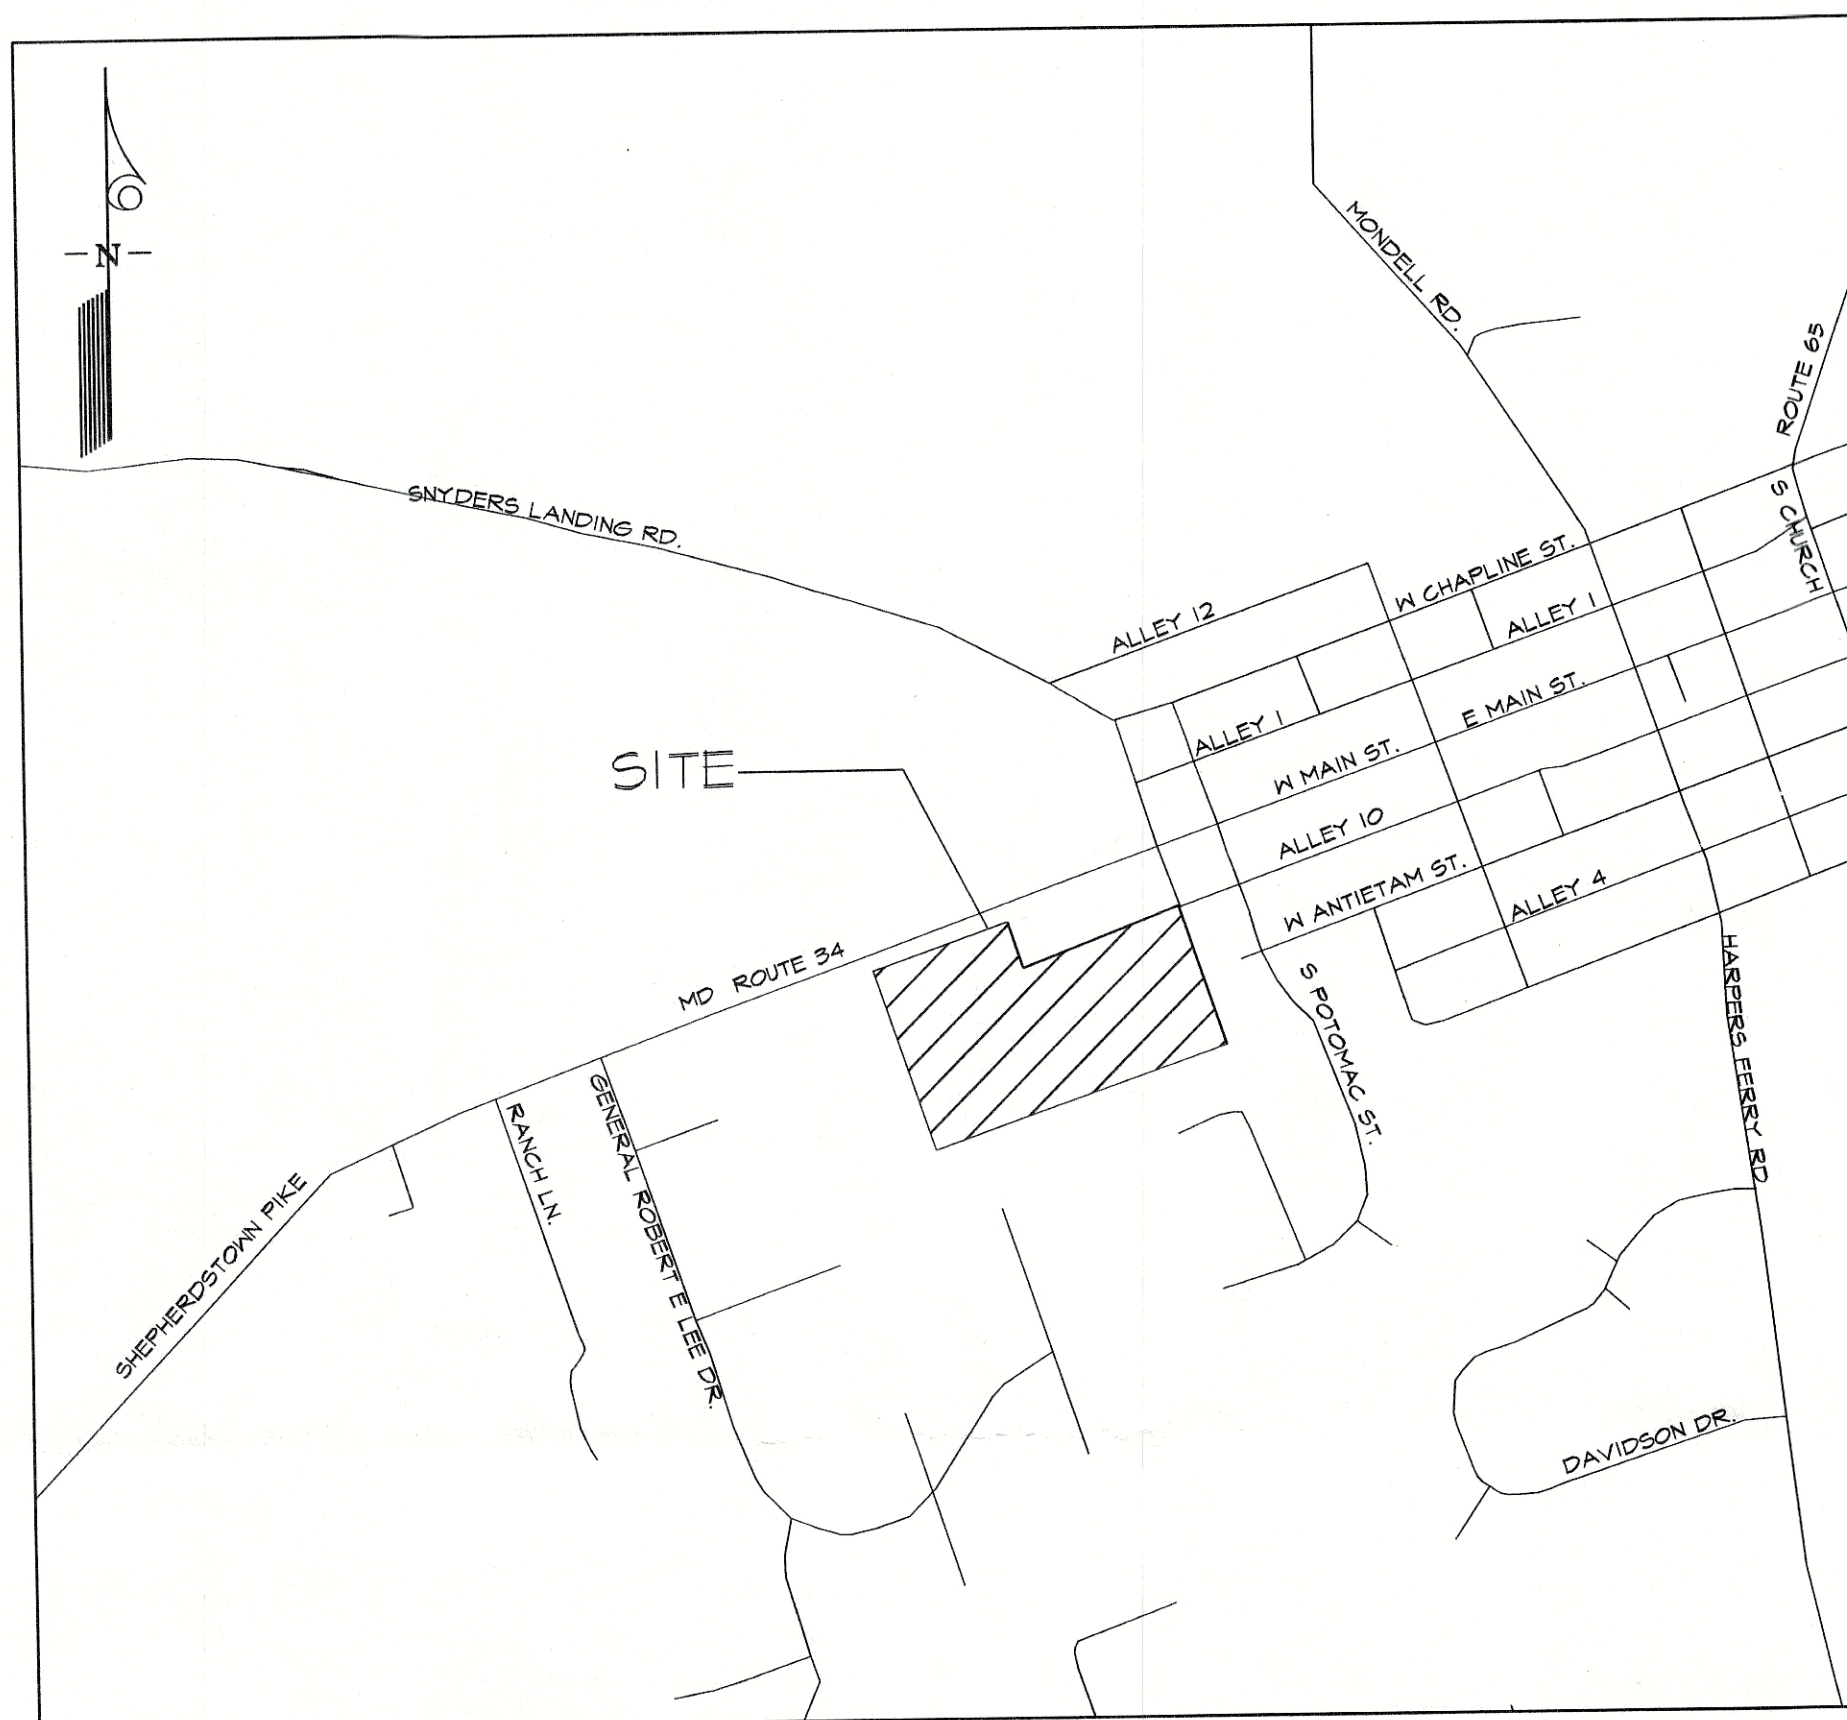 - N -
MONDELL RD.
ROUTE 65
SNYDERS LANDING RD.
S CHURCH
W CHAPLINE ST.
ALLEY 12
ALLEY 1
ALLEY 1
E MAIN ST.
W MAIN ST.
SITE
ALLEY 10
W ANTIETAM ST.
ALLEY 4
MD ROUTE 34
S POTOMAC ST.
HARPERS FERRY RD
GENERAL ROBERT E LEE DR.
RANCH LN.
SHEPHERDSTOWN PIKE
DAVIDSON DR.